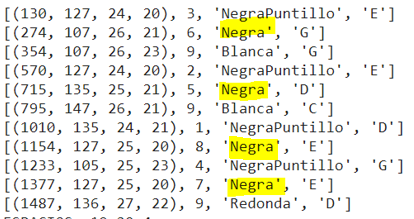 [(130, 127, 24, 20), 3, 'NegraPuntillo', 'E']
[(274, 107, 26, 21), 6, 'Negra', 'G']
[(354, 107, 26, 23), 9, 'Blanca', 'G']
[(570, 127, 24, 20), 2, 'NegraPuntillo', 'E']
[(715, 135, 25, 21), 5, 'Negra', 'D']
[(795, 147, 26, 21), 9, 'Blanca', 'C']
[(1010, 135, 24, 21), 1, 'NegraPuntillo', 'D']
[(1154, 127, 25, 20), 8, 'Negra', 'E']
[(1233, 105, 25, 23), 4, 'NegraPuntillo', 'G']
[(1377, 127, 25, 20), 7, 'Negra', 'E']
[(1487, 136, 27, 22), 9, 'Redonda', 'D']